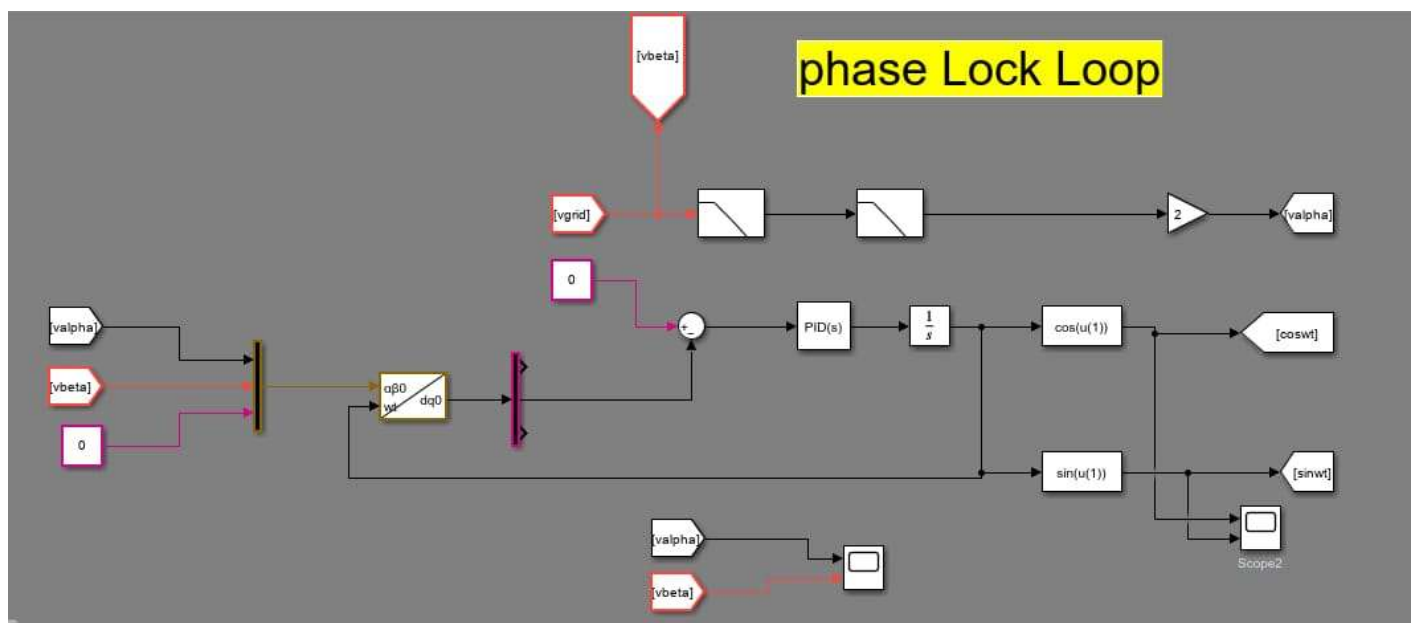 [vbeta]
phase Lock Loop
[vgrid]
2
[valpha]
0
[valpha]
PID(s)
1
s
cos(u(1))
[coswt]
[vbeta]
αβ0
wt
dq0
0
sin(u(1))
[sinwt]
[valpha]
[vbeta]
Scope2